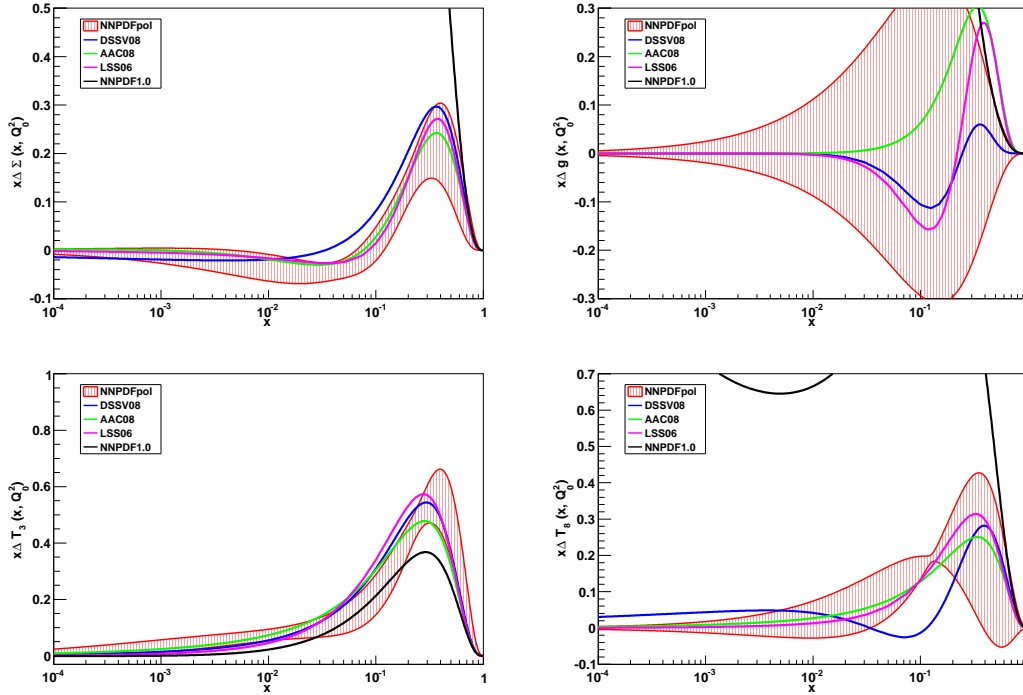 x Δ Σ (x, Q₀²)
0.5
0.4
0.3
0.2
0.1
0
-0.1
NNPDFpol
DSSV08
AAC08
LSS06
NNPDF1.0
10⁻⁴
10⁻³
10⁻²
10⁻¹
1
x
x Δ g (x, Q₀²)
0.3
0.2
0.1
0
-0.1
-0.2
-0.3
NNPDFpol
DSSV08
AAC08
LSS06
NNPDF1.0
10⁻⁴
10⁻³
10⁻²
10⁻¹
x
x Δ T₃ (x, Q₀²)
1
0.8
0.6
0.4
0.2
0
NNPDFpol
DSSV08
AAC08
LSS06
NNPDF1.0
10⁻⁴
10⁻³
10⁻²
10⁻¹
1
x
x Δ T₈ (x, Q₀²)
0.7
0.6
0.5
0.4
0.3
0.2
0.1
0
-0.1
NNPDFpol
DSSV08
AAC08
LSS06
NNPDF1.0
10⁻⁴
10⁻³
10⁻²
10⁻¹
x